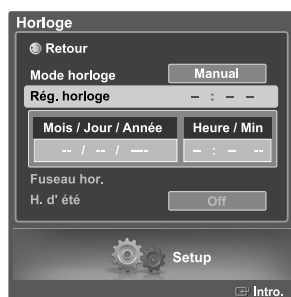 Horloge
Retour
Mode horloge Manual
Rég. horloge – : – –
Mois / Jour / Année Heure / Min
-- / -- / ---- – : – --
Fuseau hor.
H. d' été Off
Setup
Intro.